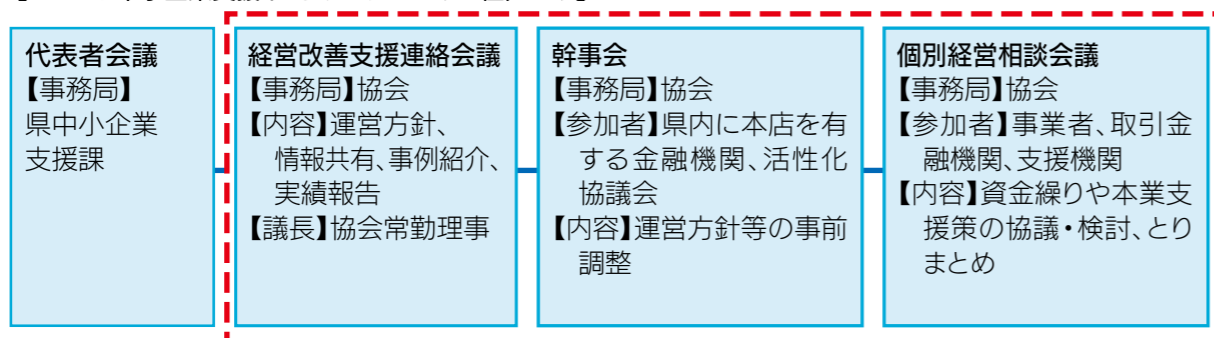 代表者会議
【事務局】
県中小企業
支援課
経営改善支援連絡会議
【事務局】協会
【内容】運営方針、
情報共有、事例紹介、
実績報告
【議長】協会常勤理事
幹事会
【事務局】協会
【参加者】県内に本店を有
する金融機関、活性化
協議会
【内容】運営方針等の事前
調整
個別経営相談会議
【事務局】協会
【参加者】事業者、取引金
融機関、支援機関
【内容】資金繰りや本業支
援策の協議・検討、とり
まとめ